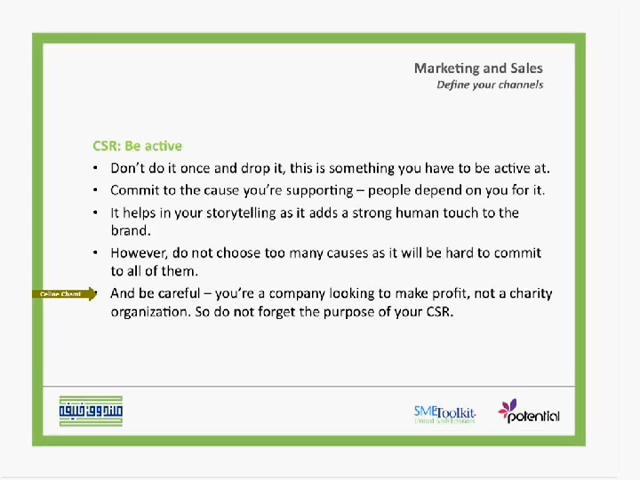 Marketing and Sales
Define your channels
CSR: Be active
• Don't do it once and drop it, this is something you have to be active at.
• Commit to the cause you're supporting – people depend on you for it.
• It helps in your storytelling as it adds a strong human touch to the
brand.
• However, do not choose too many causes as it will be hard to commit
to all of them.
Celine Chami
• And be careful – you're a company looking to make profit, not a charity
organization. So do not forget the purpose of your CSR.
صندوق خليفة
SMEToolkit
United Arab Emirates
potential